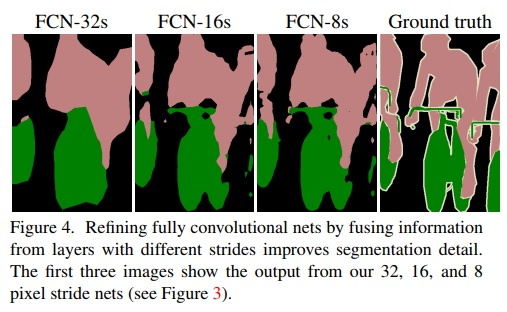 FCN-32s FCN-16s FCN-8s Ground truth
Figure 4. Refining fully convolutional nets by fusing information
from layers with different strides improves segmentation detail.
The first three images show the output from our 32, 16, and 8
pixel stride nets (see Figure 3).